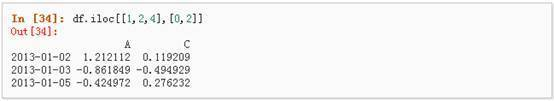 In [34]: df.iloc[[1,2,4],[0,2]]
Out[34]:
A C
2013-01-02 1.212112 0.119209
2013-01-03 -0.861849 -0.494929
2013-01-05 -0.424972 0.276232